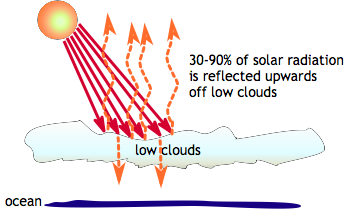 30-90% of solar radiation
is reflected upwards
off low clouds
low clouds
ocean